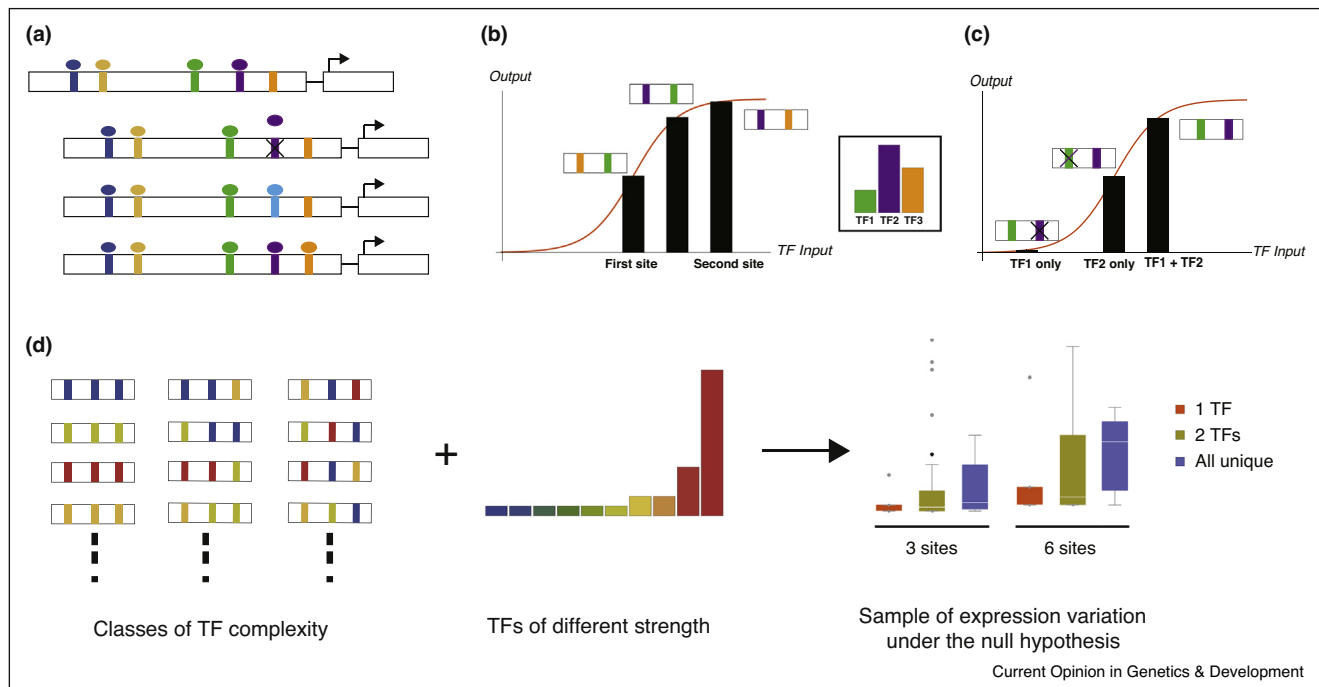 (a)
(b)
Output
First site
Second site
TF Input
TF1 TF2 TF3
(c)
Output
TF1 only
TF2 only
TF1 + TF2
TF Input
(d)
+
1 TF
2 TFs
All unique
3 sites
6 sites
Classes of TF complexity
TFs of different strength
Sample of expression variation
under the null hypothesis
Current Opinion in Genetics & Development